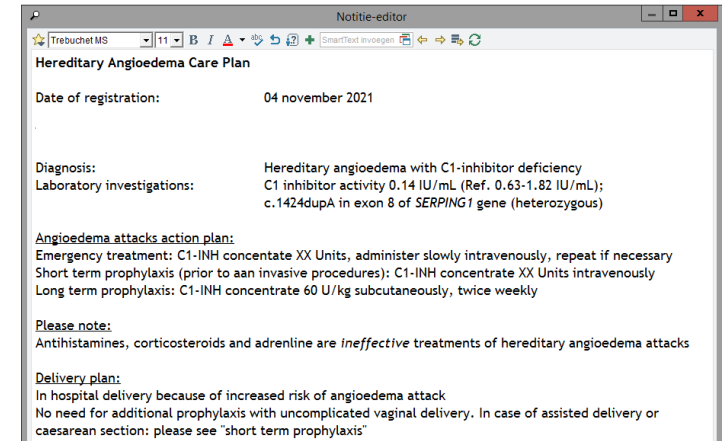 Notitie-editor
Trebuchet MS 11 B I A abc SmartText invoegen
Hereditary Angioedema Care Plan
Date of registration: 04 november 2021
Diagnosis: Hereditary angioedema with C1-inhibitor deficiency
Laboratory investigations: C1 inhibitor activity 0.14 IU/mL (Ref. 0.63-1.82 IU/mL);
c.1424dupA in exon 8 of SERPING1 gene (heterozygous)
Angioedema attacks action plan:
Emergency treatment: C1-INH concentate XX Units, administer slowly intravenously, repeat if necessary
Short term prophylaxis (prior to aan invasive procedures): C1-INH concentrate XX Units intravenously
Long term prophylaxis: C1-INH concentrate 60 U/kg subcutaneously, twice weekly
Please note:
Antihistamines, corticosteroids and adrenline are ineffective treatments of hereditary angioedema attacks
Delivery plan:
In hospital delivery because of increased risk of angioedema attack
No need for additional prophylaxis with uncomplicated vaginal delivery. In case of assisted delivery or
caesarean section: please see "short term prophylaxis"